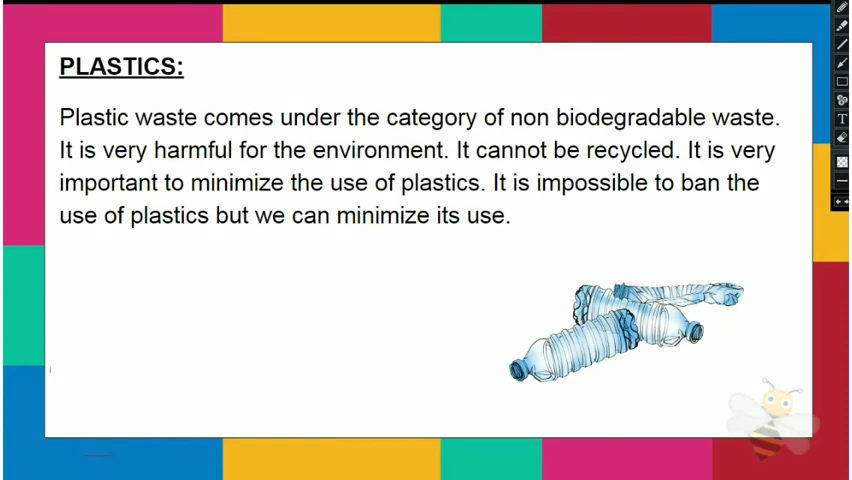 PLASTICS:
Plastic waste comes under the category of non biodegradable waste.
It is very harmful for the environment. It cannot be recycled. It is very
important to minimize the use of plastics. It is impossible to ban the
use of plastics but we can minimize its use.
T